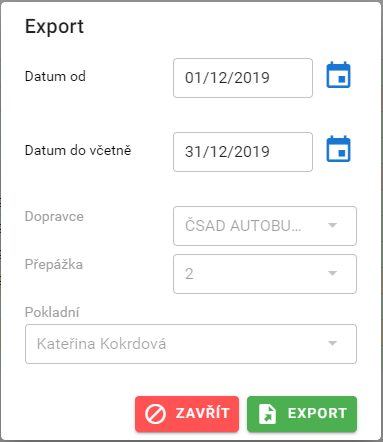 Export
Datum od 01/12/2019
Datum do včetně 31/12/2019
Dopravce ČSAD AUTOBU...
Přepážka 2
Pokladní
Kateřina Kokrdová
ZAVŘÍT EXPORT